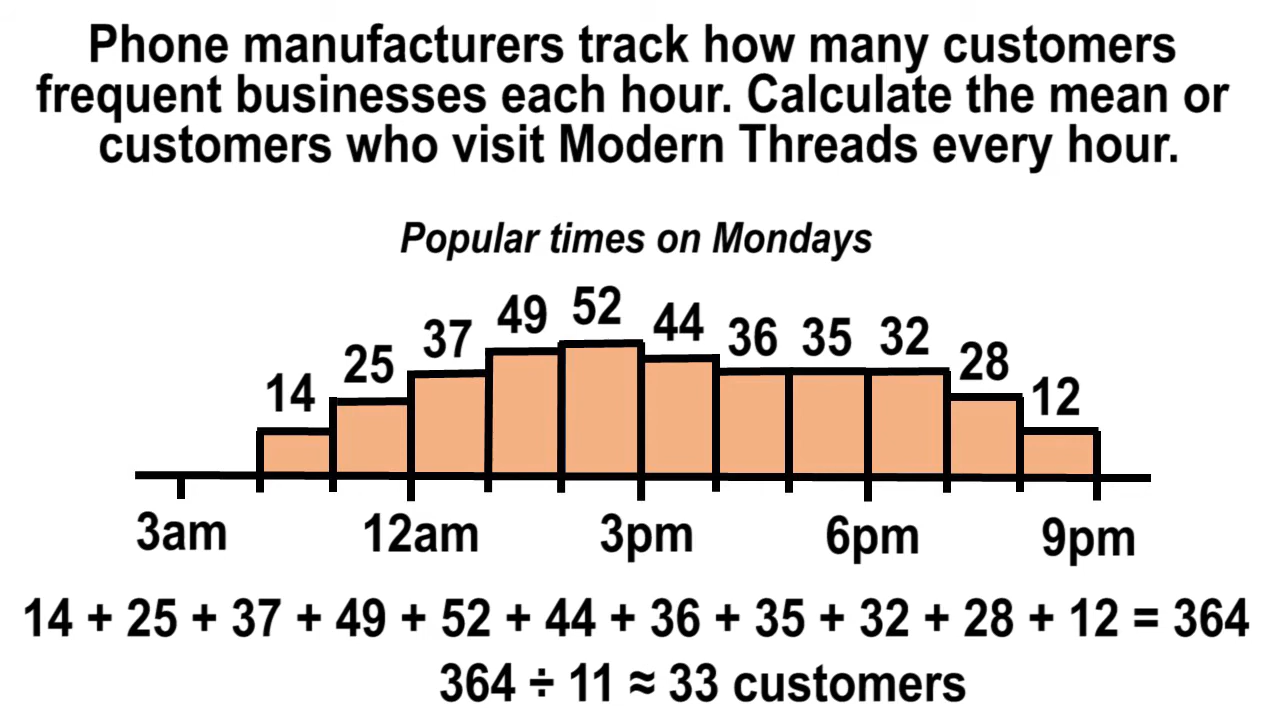 Phone manufacturers track how many customers
frequent businesses each hour. Calculate the mean or
customers who visit Modern Threads every hour.
Popular times on Mondays
14 25 37 49 52 44 36 35 32 28 12
3am 12am 3pm 6pm 9pm
14 + 25 + 37 + 49 + 52 + 44 + 36 + 35 + 32 + 28 + 12 = 364
364 ÷ 11 ≈ 33 customers